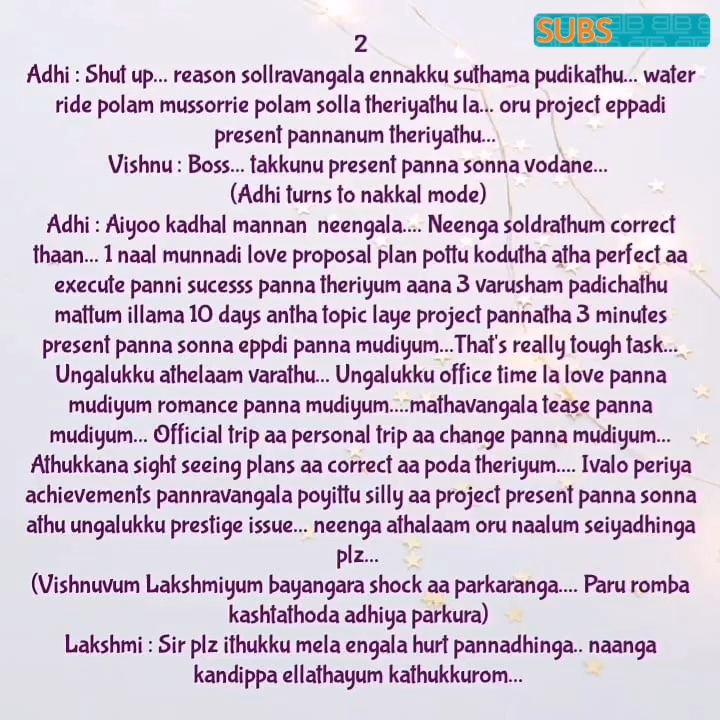 SUBS
2
Adhi : Shut up... reason sollravangala ennakku suthama pudikathu... water
ride polam mussorrie polam solla theriyathu la... oru project eppadi
present pannanum theriyathu...
Vishnu : Boss... takkunu present panna sonna vodane...
(Adhi turns to nakkal mode)
Adhi : Aiyoo kadhal mannan neengala.... Neenga soldrathum correct
thaan... 1 naal munnadi love proposal plan pottu kodutha atha perfect aa
execute panni sucesss panna theriyum aana 3 varusham padichathu
mattum illama 10 days antha topic laye project pannatha 3 minutes
present panna sonna eppdi panna mudiyum...That's really tough task...
Ungalukku athelaam varathu... Ungalukku office time la love panna
mudiyum romance panna mudiyum....mathavangala tease panna
mudiyum... Official trip aa personal trip aa change panna mudiyum...
Athukkana sight seeing plans aa correct aa poda theriyum.... Ivalo periya
achievements pannravangala poyittu silly aa project present panna sonna
athu ungalukku prestige issue... neenga athalaam oru naalum seiyadhinga
plz...
(Vishnuvum Lakshmiyum bayangara shock aa parkaranga.... Paru romba
kashtathoda adhiya parkura)
Lakshmi : Sir plz ithukku mela engala hurt pannadhinga.. naanga
kandippa ellathayum kathukkurom...